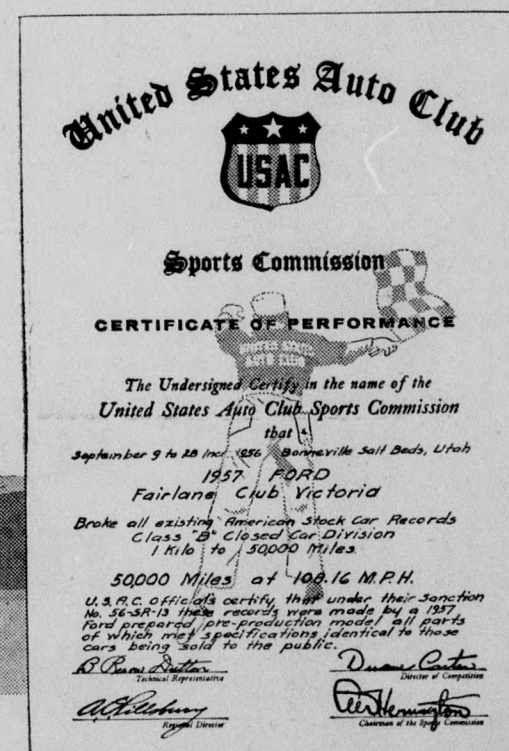 United States Auto Club
USAC
Sports Commission
CERTIFICATE OF PERFORMANCE
UNITED STATES
AUTO CLUB
The Undersigned Certify in the name of the
United States Auto Club Sports Commission
that
September 9 to 28 Incl. 1956 Bonneville Salt Beds, Utah
1957 FORD
Fairlane Club Victoria
Broke all existing American Stock Car Records
Class "B" Closed Car Division
1 Kilo to 50,000 Miles
50,000 Miles at 108.16 M.P.H.
U.S.A.C. officials certify, that under their sanction
No. 56-SR-13 these records were made by a 1957
Ford prepared, pre-production model, all parts
of which met specifications identical to those
cars being sold to the public.
Dutton Duane Carter
Technical Representative Director of Competition
A.C. Pillsbury
Regional Director Chairman of the Sports Commission